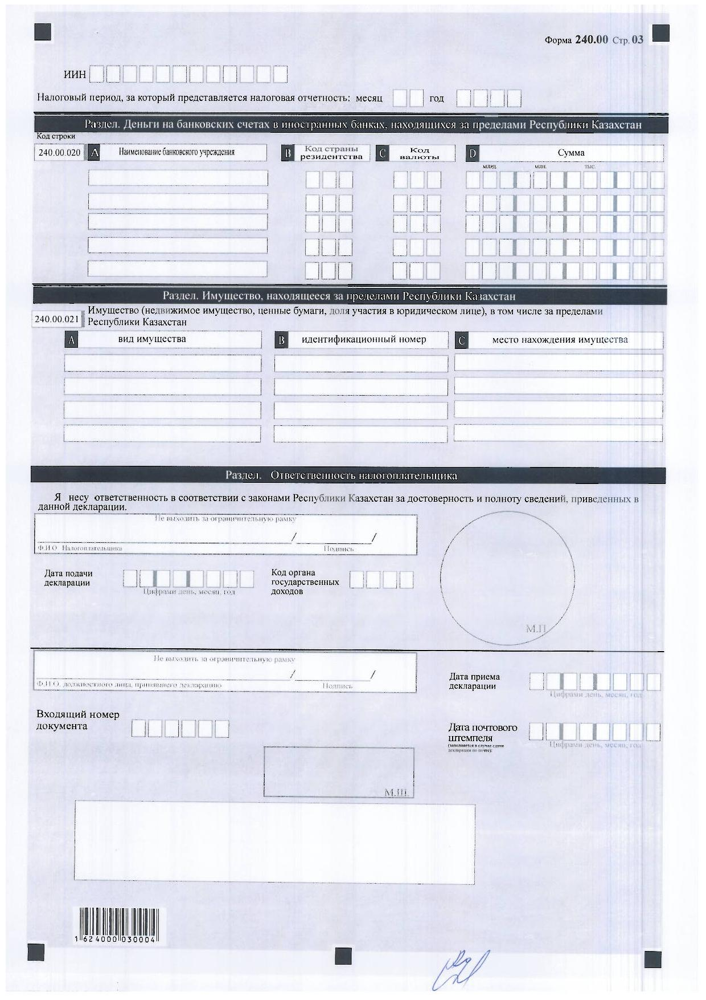 Форма 240.00 Стр. 03
ИИН
Налоговый период, за который представляется налоговая отчетность: месяц год
Раздел. Деньги на банковских счетах в иностранных банках, находящихся за пределами Республики Казахстан
Код строки
240.00.020 A Наименование банковского учреждения B Код страны резидентства C Код валюты D Сумма
млрд. млн. тыс.
Раздел. Имущество, находящееся за пределами Республики Казахстан
240.00.021 Имущество (недвижимое имущество, ценные бумаги, доля участия в юридическом лице), в том числе за пределами
Республики Казахстан
A вид имущества B идентификационный номер C место нахождения имущества
Раздел. Ответственность налогоплательщика
Я несу ответственность в соответствии с законами Республики Казахстан за достоверность и полноту сведений, приведенных в
данной декларации.
Не выходить за ограничительную рамку
/ /
Ф.И.О. Налогоплательщика Подпись
Дата подачи
декларации
Цифрами день, месяц, год
Код органа
государственных
доходов
М.П.
Не выходить за ограничительную рамку
/ /
Ф.И.О. должностного лица, принявшего декларацию Подпись
Дата приема
декларации
Цифрами день, месяц, год
Входящий номер
документа
Дата почтового
штемпеля
(заполняется в случае сдачи
декларации по почте):
Цифрами день, месяц, год
М.Ш.
1 624000 030004